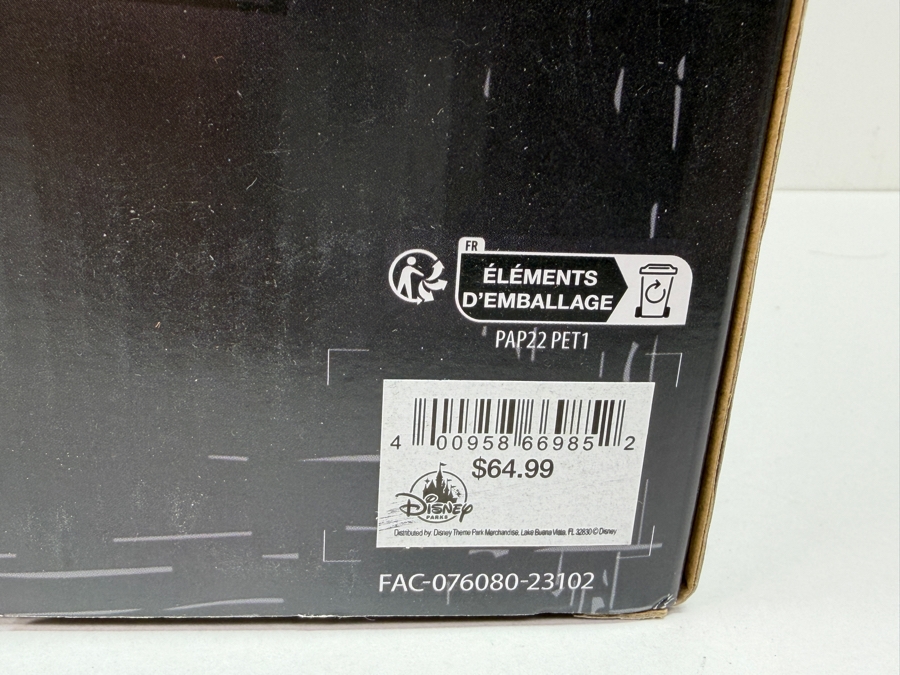 FR
ÉLÉMENTS
D'EMBALLAGE
PAP22 PET1
4 00958 66985 2
$64.99
Disney
PARKS
Distributed by Disney Theme Park Merchandise, Lake Buena Vista, FL 32830 © Disney
FAC-076080-23102